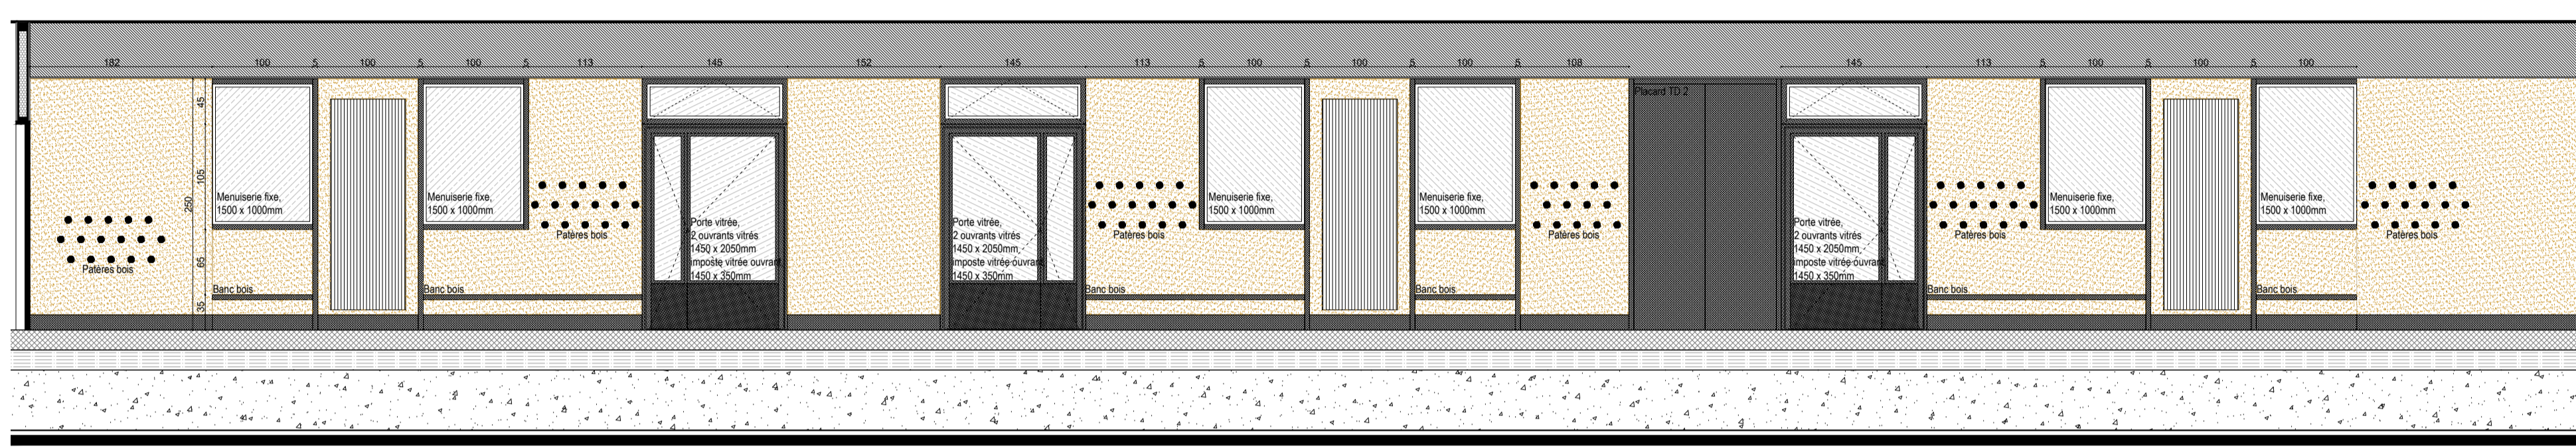 182
100
5
100
5
100
5
113
145
152
145
113
5
100
5
100
5
100
5
108
145
113
5
100
5
100
5
100
45
105
250
65
35
Placard TD 2
Menuiserie fixe,
1500 x 1000mm
Menuiserie fixe,
1500 x 1000mm
Menuiserie fixe,
1500 x 1000mm
Menuiserie fixe,
1500 x 1000mm
Menuiserie fixe,
1500 x 1000mm
Menuiserie fixe,
1500 x 1000mm
Porte vitrée,
2 ouvrants vitrés
1450 x 2050mm,
imposte vitrée ouvrant
1450 x 350mm
Porte vitrée,
2 ouvrants vitrés
1450 x 2050mm,
imposte vitrée ouvrant
1450 x 350mm
Porte vitrée,
2 ouvrants vitrés
1450 x 2050mm,
imposte vitrée ouvrant
1450 x 350mm
Patères bois
Patères bois
Patères bois
Patères bois
Patères bois
Patères bois
Banc bois
Banc bois
Banc bois
Banc bois
Banc bois
Banc bois